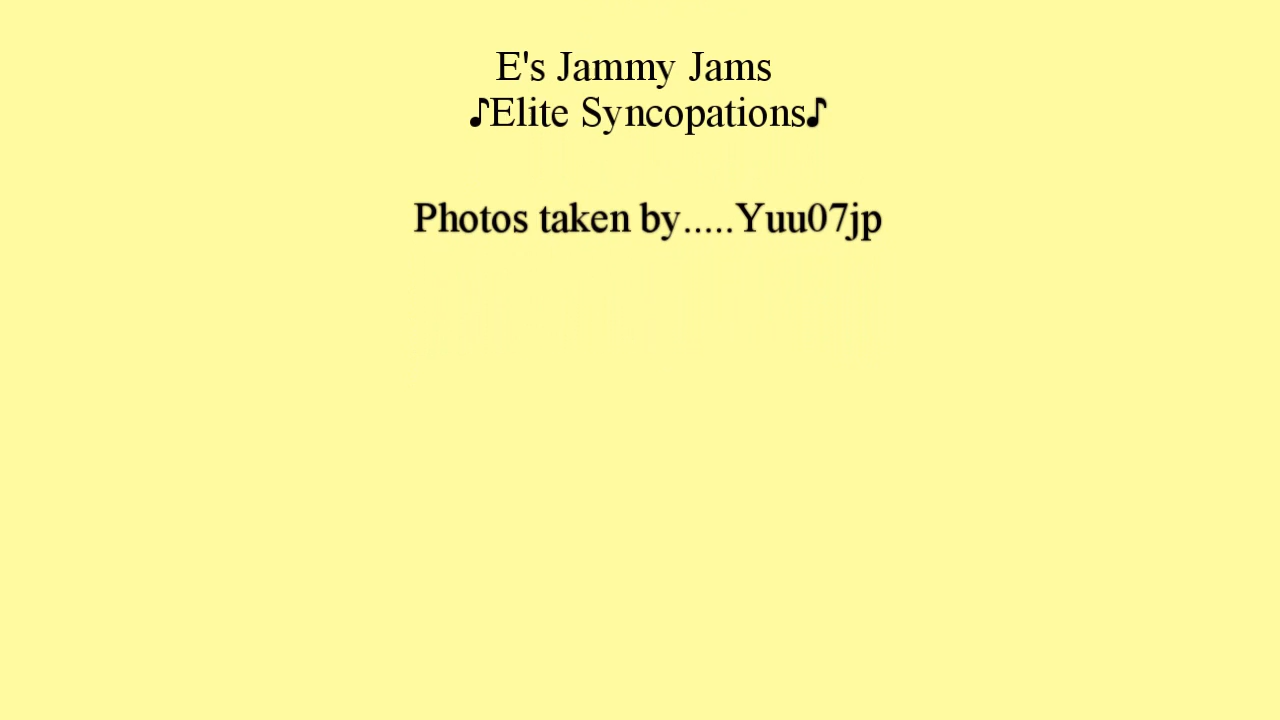 E's Jammy Jams
♪Elite Syncopations♪
Photos taken by.....Yuu07jp